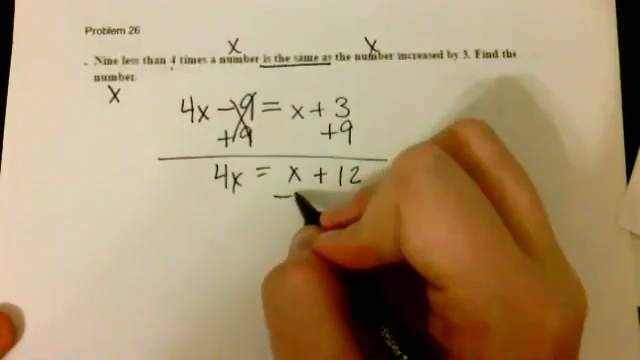 Problem 26
x x
. Nine less than 4 times a number is the same as the number increased by 3. Find the
number.
x
4x - 9 = x + 3
+9 +9
4x = x + 12
-